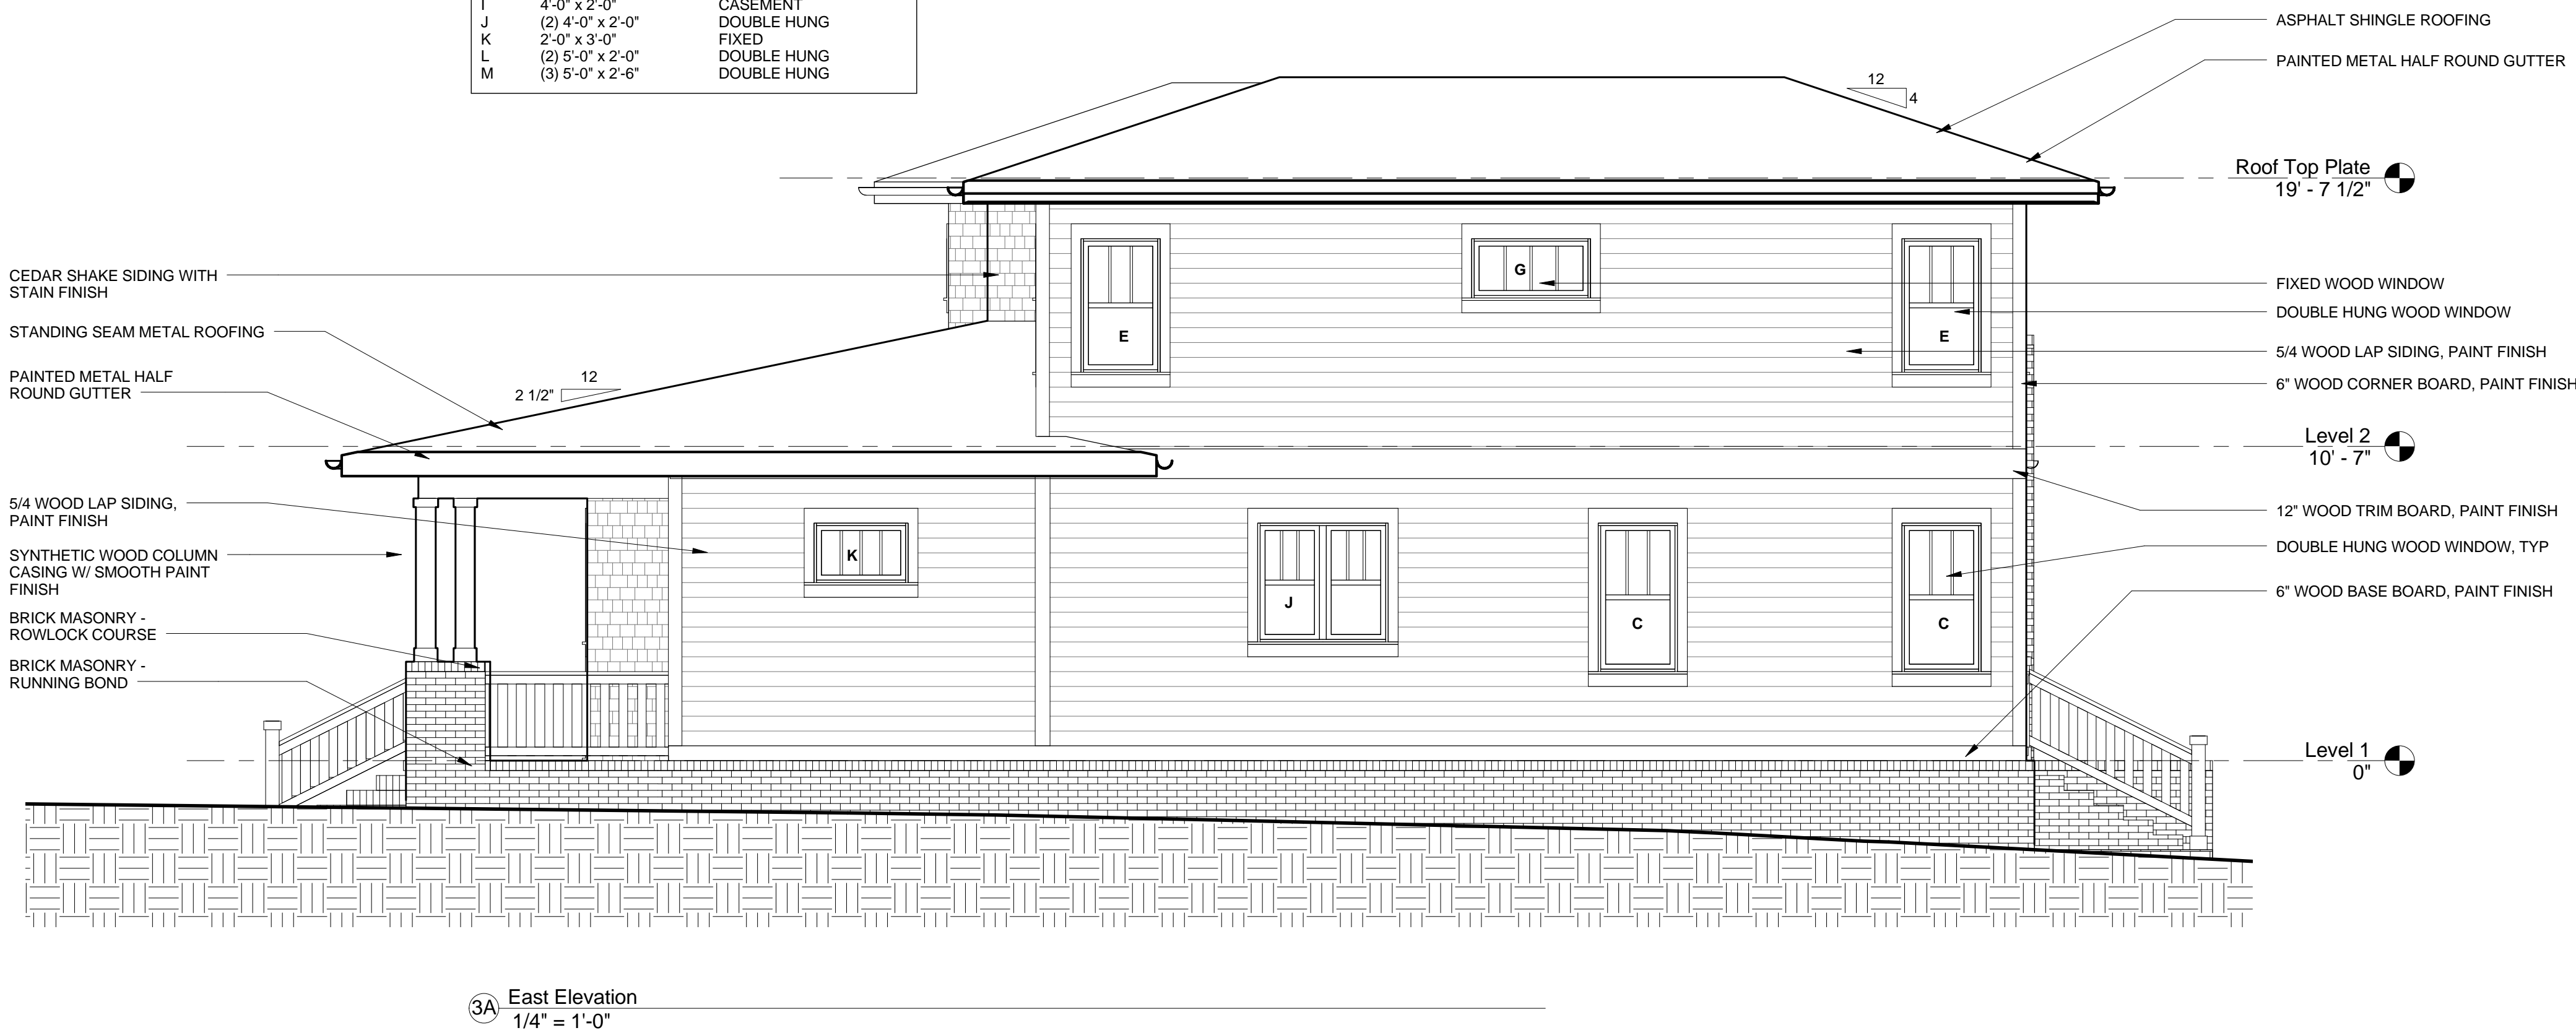 I 4'-0" x 2'-0" CASEMENT
J (2) 4'-0" x 2'-0" DOUBLE HUNG
K 2'-0" x 3'-0" FIXED
L (2) 5'-0" x 2'-0" DOUBLE HUNG
M (3) 5'-0" x 2'-6" DOUBLE HUNG
ASPHALT SHINGLE ROOFING
PAINTED METAL HALF ROUND GUTTER
12
4
Roof Top Plate
19' - 7 1/2"
CEDAR SHAKE SIDING WITH
STAIN FINISH
STANDING SEAM METAL ROOFING
PAINTED METAL HALF
ROUND GUTTER
12
2 1/2"
E
G
E
FIXED WOOD WINDOW
DOUBLE HUNG WOOD WINDOW
5/4 WOOD LAP SIDING, PAINT FINISH
6" WOOD CORNER BOARD, PAINT FINISH
Level 2
10' - 7"
5/4 WOOD LAP SIDING,
PAINT FINISH
SYNTHETIC WOOD COLUMN
CASING W/ SMOOTH PAINT
FINISH
BRICK MASONRY -
ROWLOCK COURSE
BRICK MASONRY -
RUNNING BOND
K
J
C
C
12" WOOD TRIM BOARD, PAINT FINISH
DOUBLE HUNG WOOD WINDOW, TYP
6" WOOD BASE BOARD, PAINT FINISH
Level 1
0"
3A East Elevation
1/4" = 1'-0"